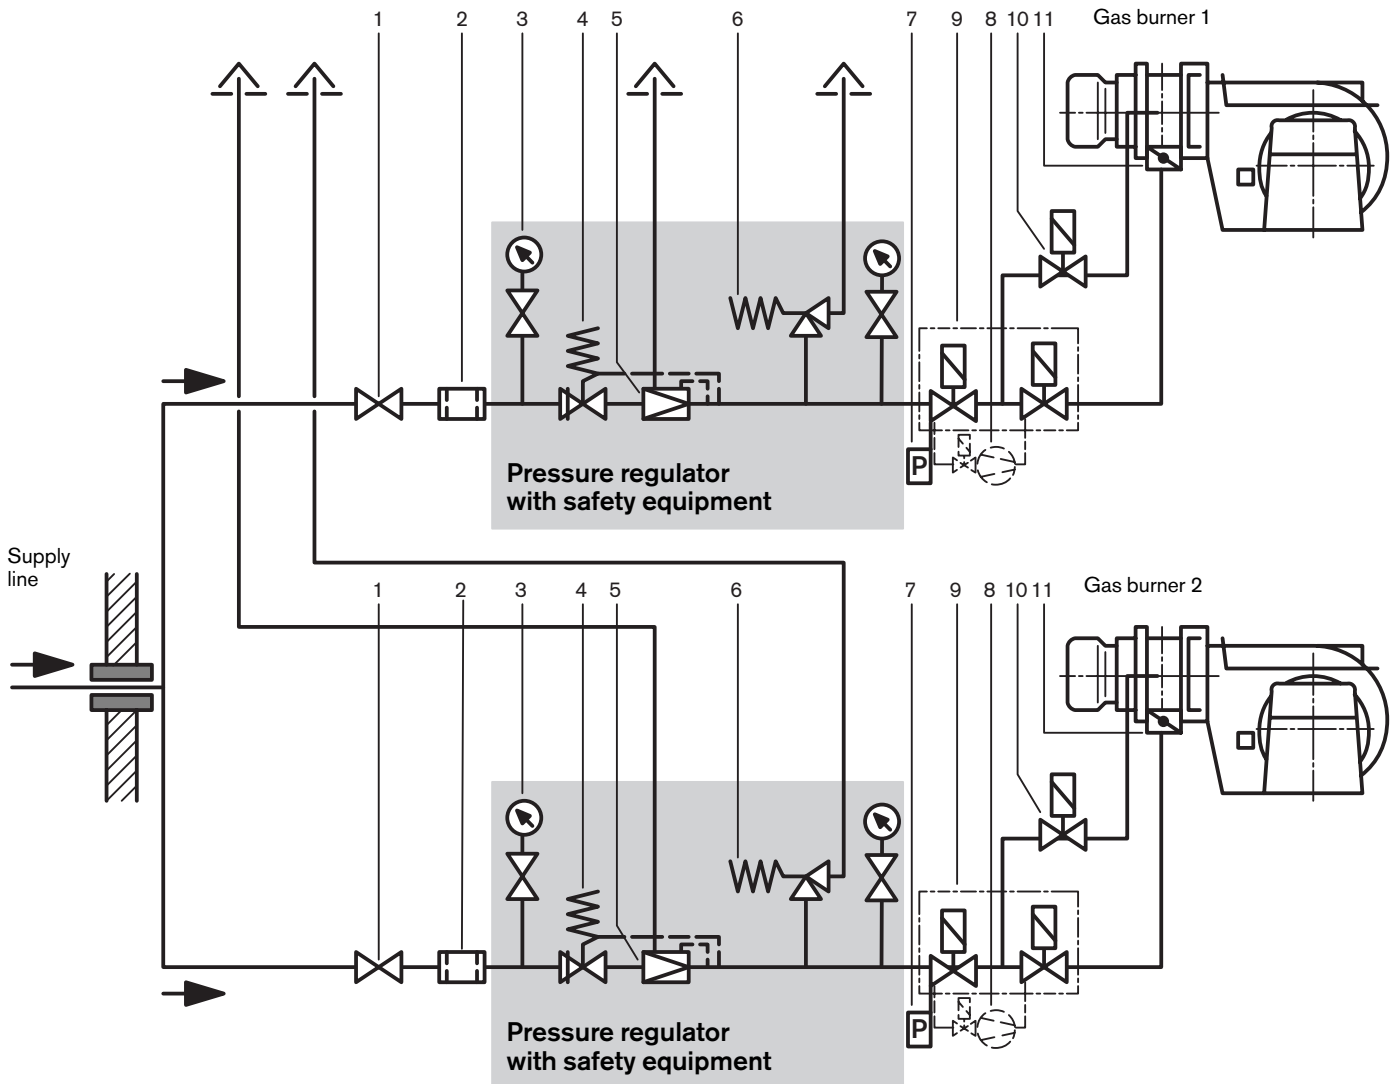 1 2 3 4 5 6 7 9 8 10 11 Gas burner 1
Pressure regulator
with safety equipment
P
Supply
line
1 2 3 4 5 6 7 9 8 10 11 Gas burner 2
Pressure regulator
with safety equipment
P